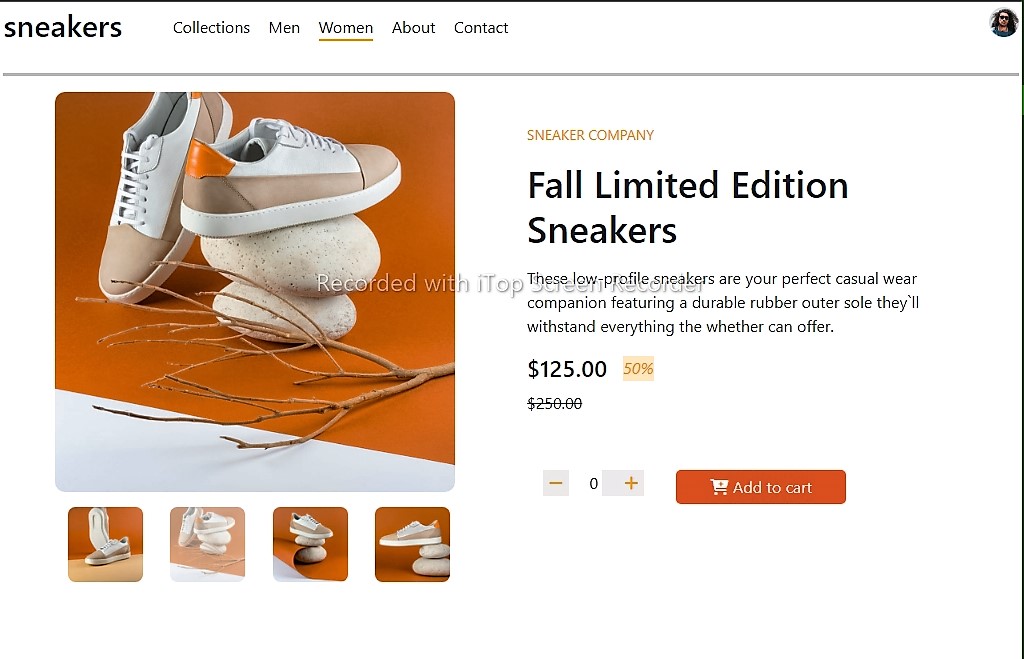 sneakers
Collections Men Women About Contact
SNEAKER COMPANY
Fall Limited Edition
Sneakers
Recorded with iTop Screen Recorder
These low-profile sneakers are your perfect casual wear
companion featuring a durable rubber outer sole they`ll
withstand everything the whether can offer.
$125.00 50%
$250.00
− 0 + Add to cart